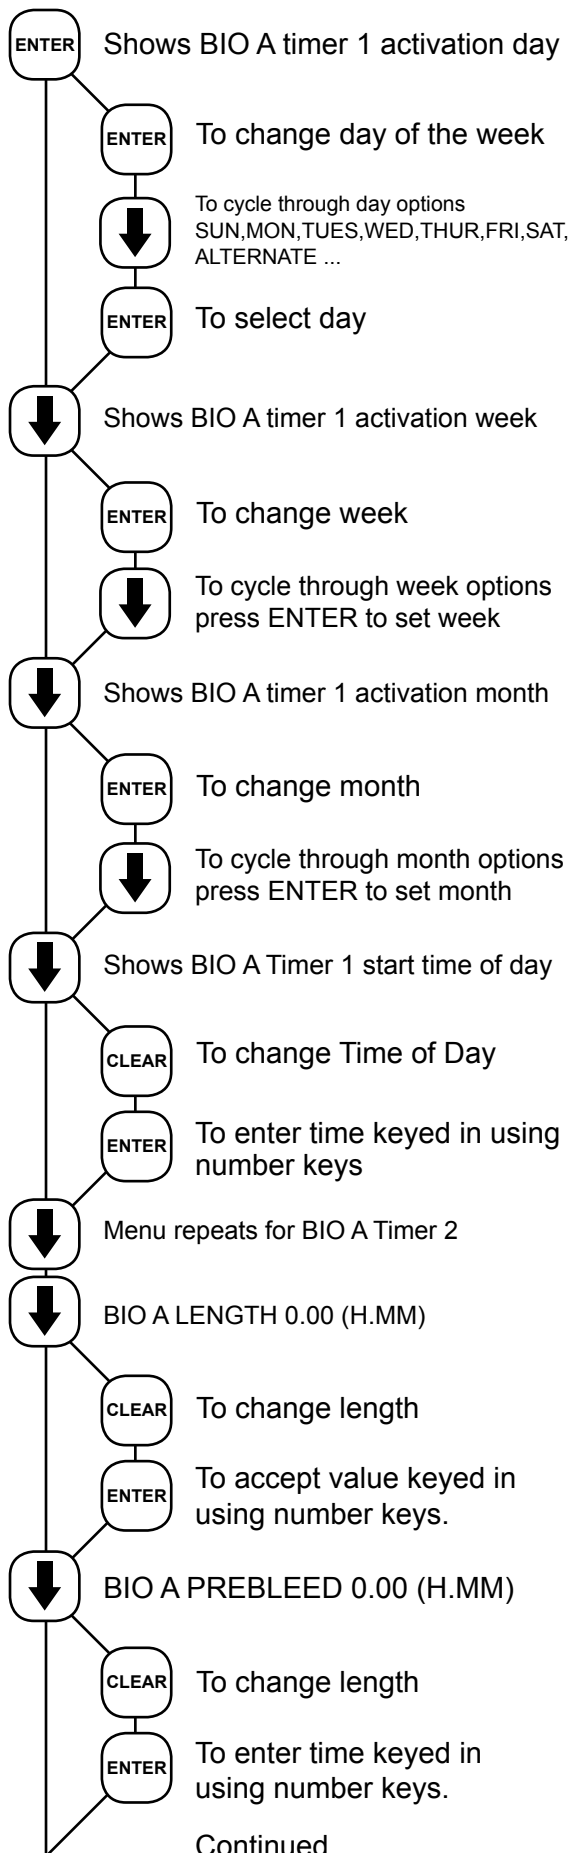 ENTER Shows BIO A timer 1 activation day
ENTER To change day of the week
To cycle through day options
SUN,MON,TUES,WED,THUR,FRI,SAT,
ALTERNATE ...
ENTER To select day
Shows BIO A timer 1 activation week
ENTER To change week
To cycle through week options
press ENTER to set week
Shows BIO A timer 1 activation month
ENTER To change month
To cycle through month options
press ENTER to set month
Shows BIO A Timer 1 start time of day
CLEAR To change Time of Day
ENTER To enter time keyed in using
number keys
Menu repeats for BIO A Timer 2
BIO A LENGTH 0.00 (H.MM)
CLEAR To change length
ENTER To accept value keyed in
using number keys.
BIO A PREBLEED 0.00 (H.MM)
CLEAR To change length
ENTER To enter time keyed in
using number keys.
Continued